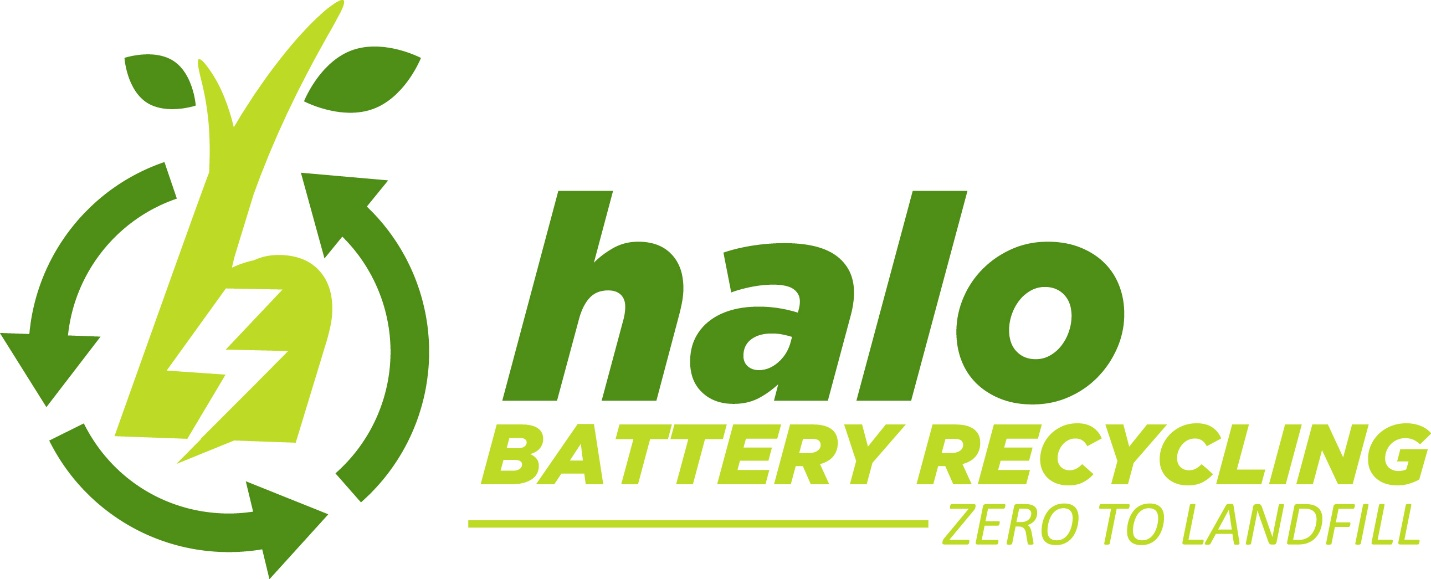 halo
BATTERY RECYCLING
ZERO TO LANDFILL